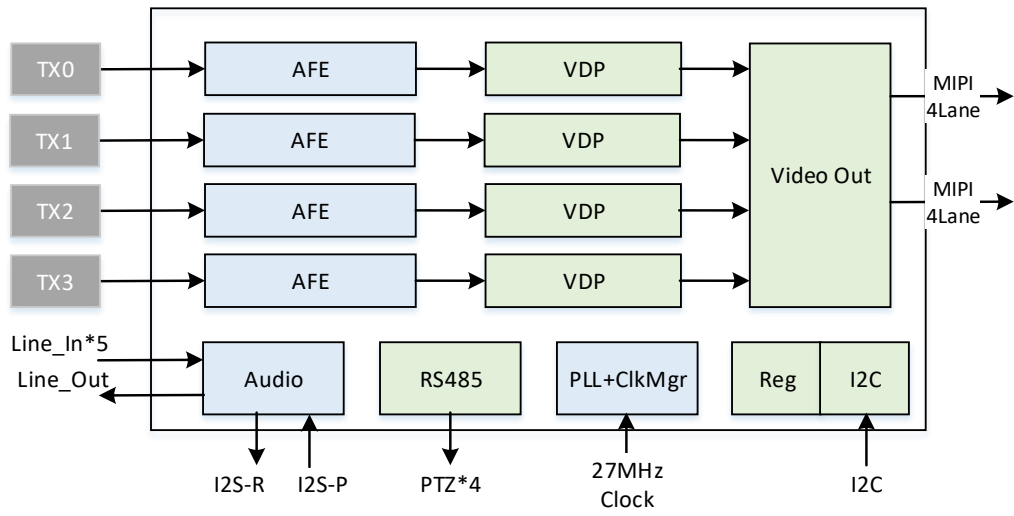 TX0
AFE
VDP
TX1
AFE
VDP
TX2
AFE
VDP
TX3
AFE
VDP
Video Out
MIPI
4Lane
MIPI
4Lane
Line_In*5
Line_Out
Audio
RS485
PLL+ClkMgr
Reg
I2C
I2S-R
I2S-P
PTZ*4
27MHz
Clock
I2C